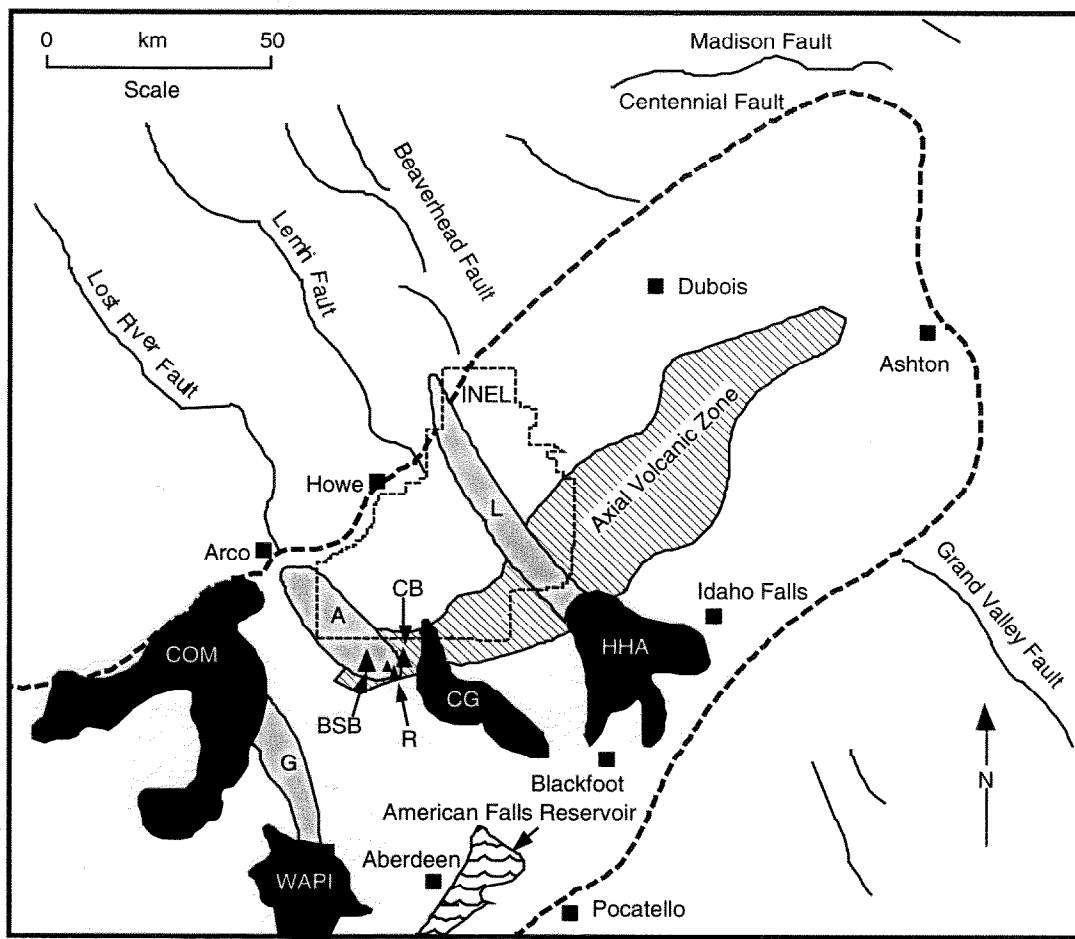 0 km 50
Scale
Madison Fault
Centennial Fault
Beaverhead Fault
Lemhi Fault
Lost River Fault
Dubois
Ashton
INEL
Axial Volcanic Zone
Howe
L
Arco
CB
Idaho Falls
Grand Valley Fault
A
COM
HHA
CG
BSB
R
G
Blackfoot
N
American Falls Reservoir
Aberdeen
WAPI
Pocatello